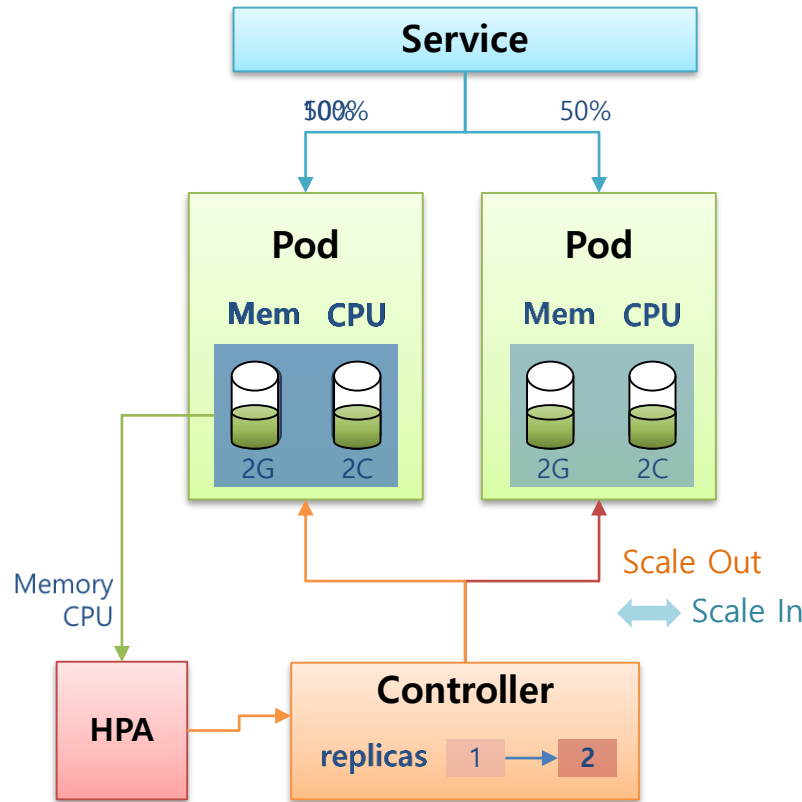 Service
50%
Pod
Pod
Mem CPU
Mem CPU
2G 2C
2G 2C
Memory
CPU
Scale Out
Scale In
HPA
Controller
replicas 1 2